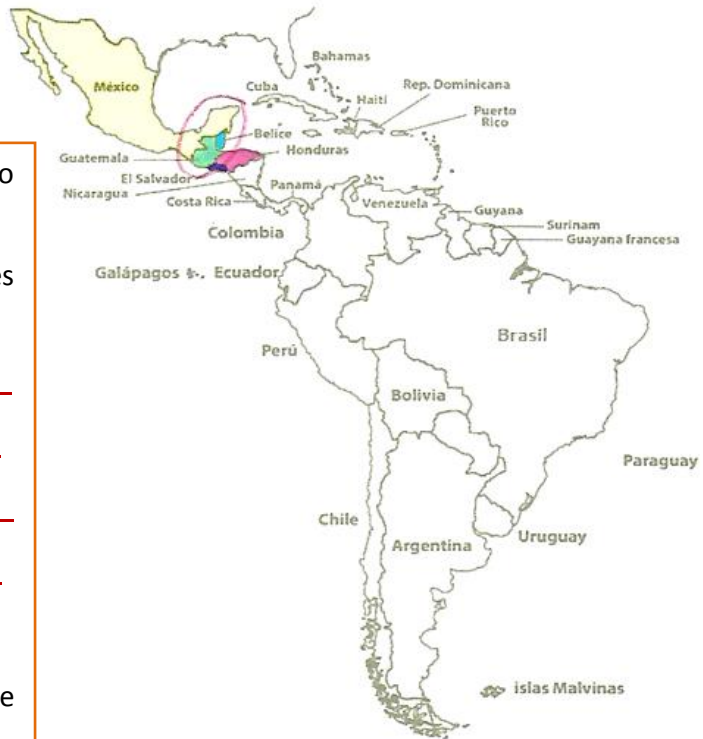 Bahamas
Cuba
Rep. Dominicana
México
Haití
Puerto
Rico
Belice
Guatemala
Honduras
El Salvador
Nicaragua
Panamá
Costa Rica
Venezuela
Guyana
Surinam
Colombia
Guayana francesa
Galápagos
Ecuador
Brasil
Perú
Bolivia
Paraguay
Chile
Uruguay
Argentina
islas Malvinas
o
es
e